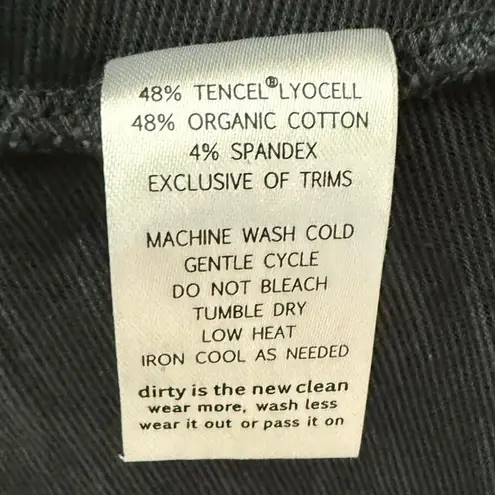 48% TENCEL® LYOCELL
48% ORGANIC COTTON
4% SPANDEX
EXCLUSIVE OF TRIMS
MACHINE WASH COLD
GENTLE CYCLE
DO NOT BLEACH
TUMBLE DRY
LOW HEAT
IRON COOL AS NEEDED
dirty is the new clean
wear more, wash less
wear it out or pass it on